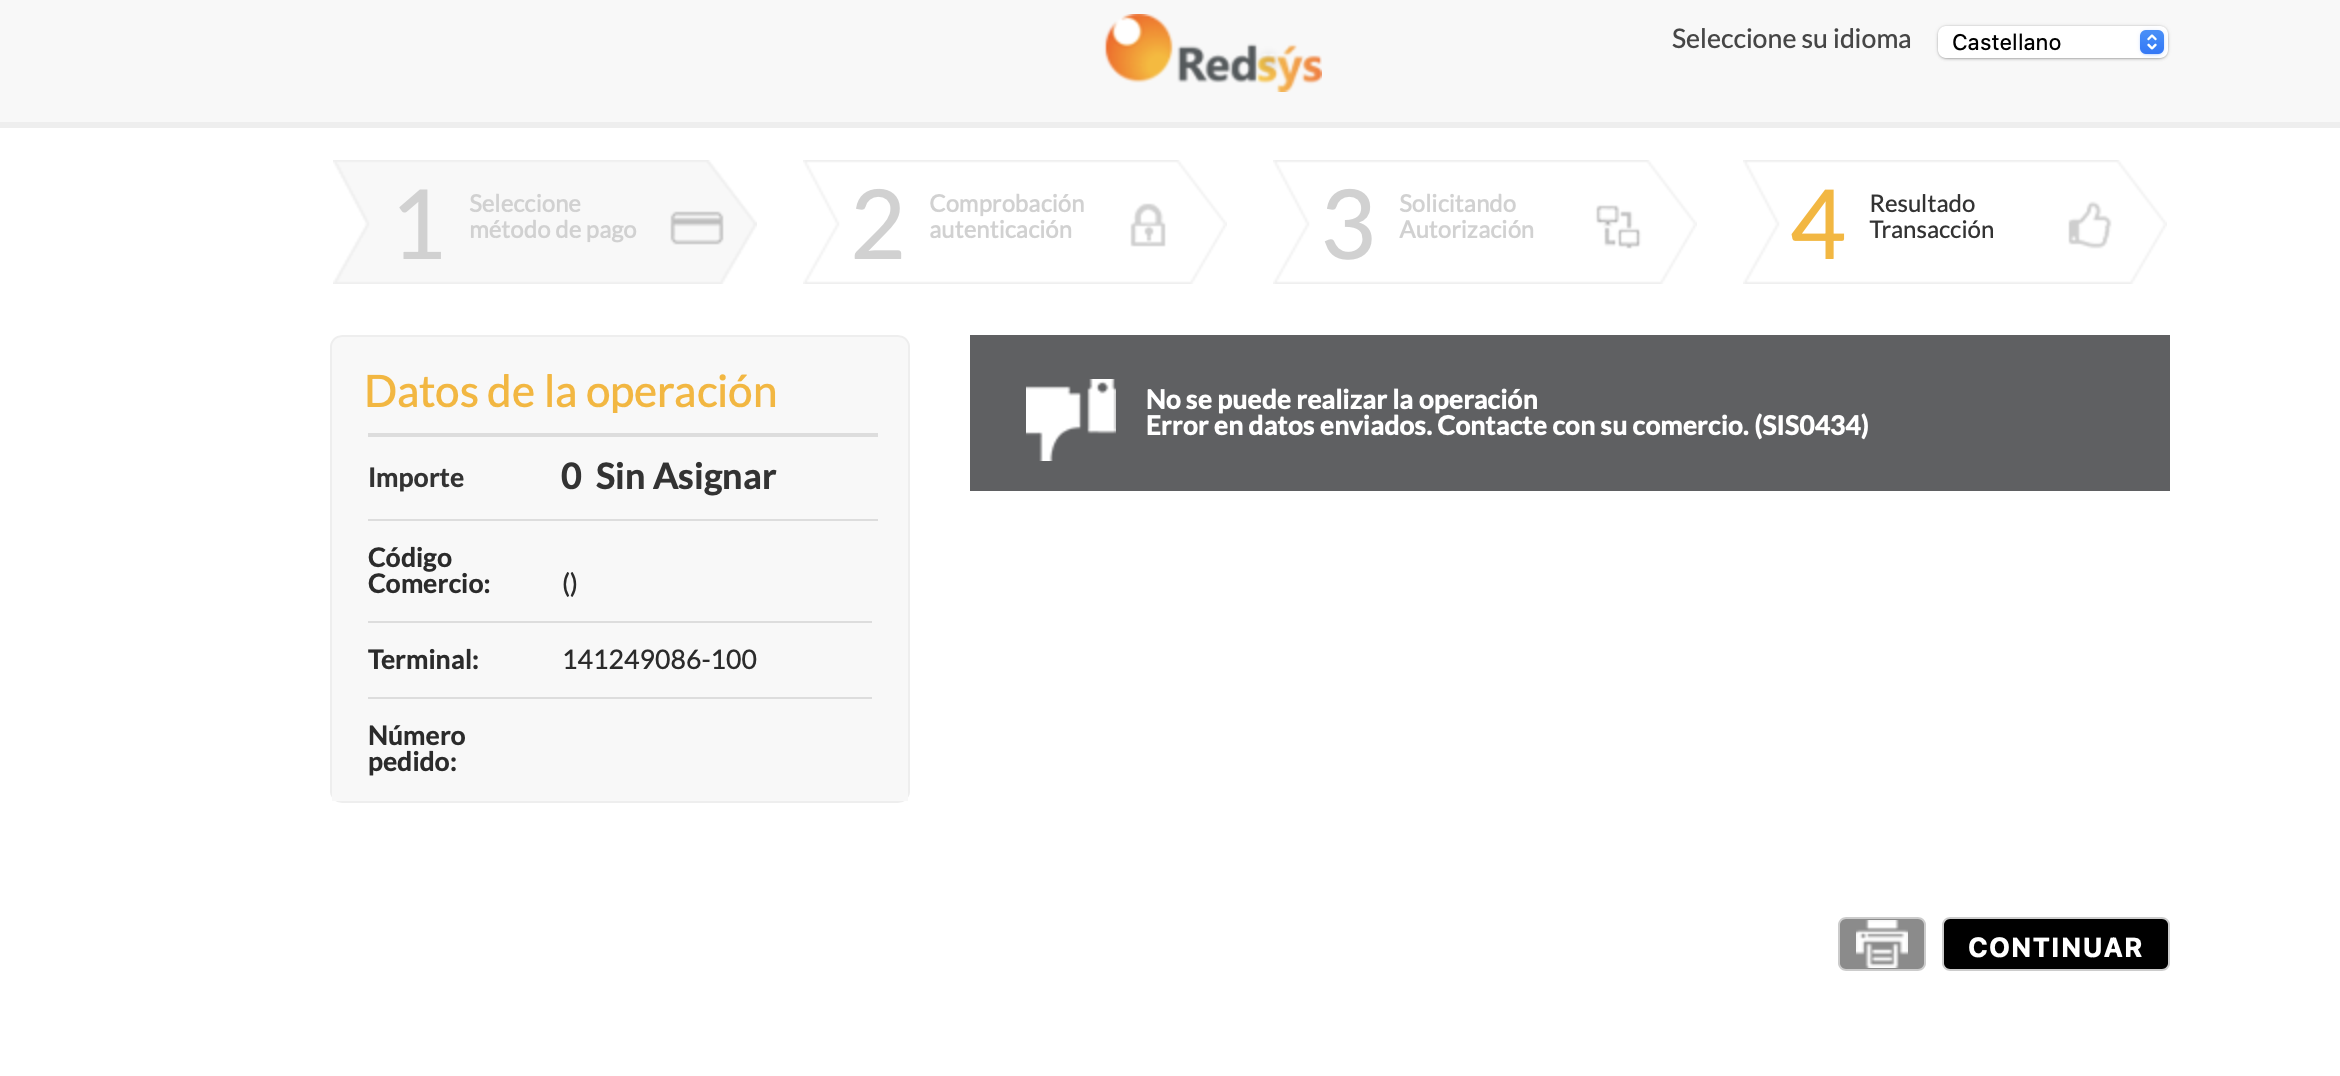 Redsýs
Seleccione su idioma
Castellano
1
Seleccione
método de pago
2
Comprobación
autenticación
3
Solicitando
Autorización
4
Resultado
Transacción
Datos de la operación
Importe 0 Sin Asignar
Código
Comercio: ()
Terminal: 141249086-100
Número
pedido:
No se puede realizar la operación
Error en datos enviados. Contacte con su comercio. (SIS0434)
CONTINUAR